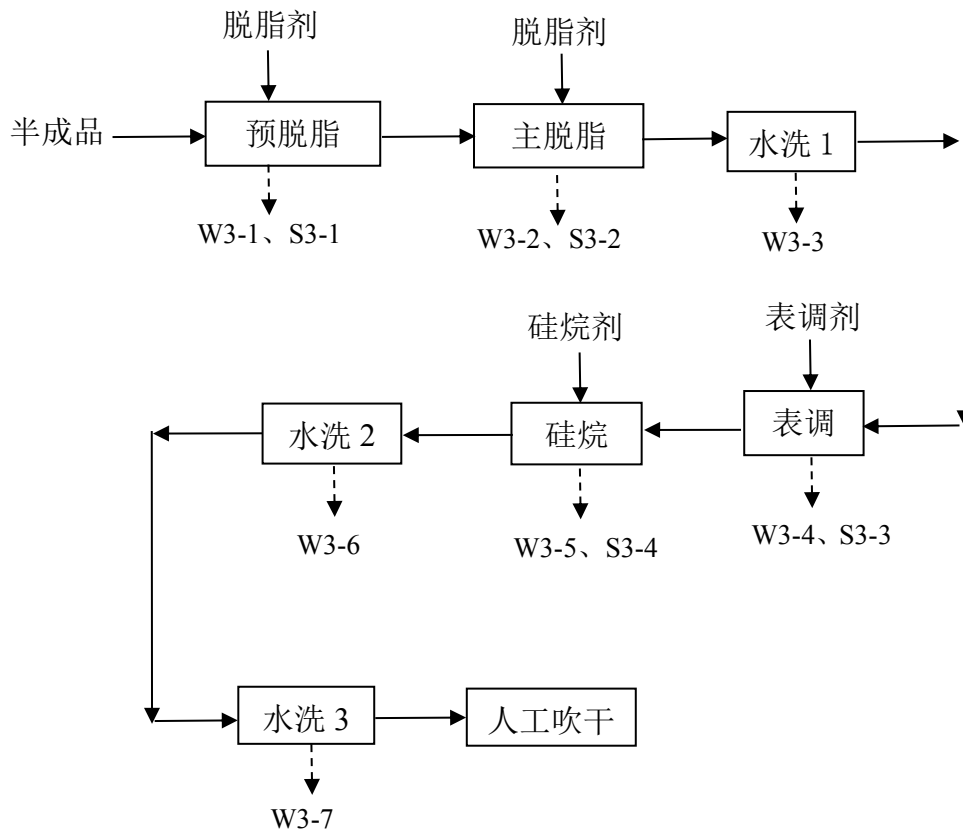 脱脂剂
脱脂剂
半成品
预脱脂
主脱脂
水洗 1
W3-1、S3-1
W3-2、S3-2
W3-3
硅烷剂
表调剂
水洗 2
硅烷
表调
W3-6
W3-5、S3-4
W3-4、S3-3
水洗 3
人工吹干
W3-7